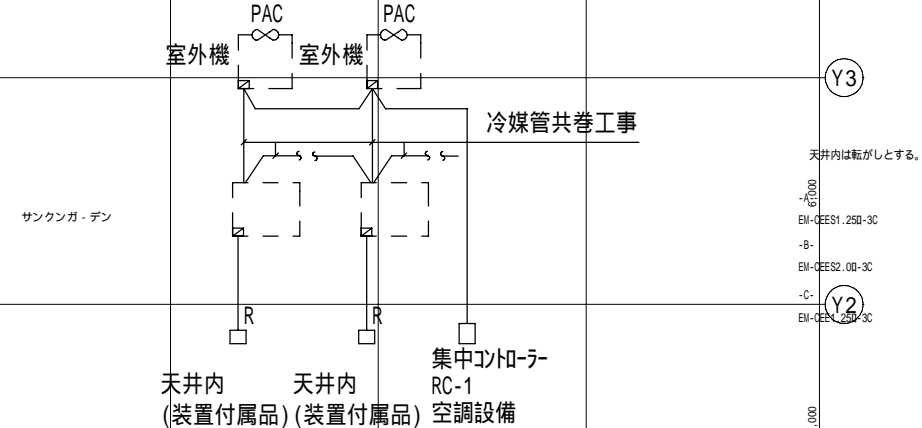 PAC
PAC
室外機
室外機
Y3
冷媒管共巻工事
天井内は転がしとする。
-A-
6,000
サンクンガ-デン
EM-CEES1.25□-3C
-B-
EM-CEES2.0□-3C
-C-
Y2
EM-CEE1.25□-3C
R
R
集中コントローラー
天井内
天井内
RC-1
(装置付属品)
(装置付属品)
空調設備
,000